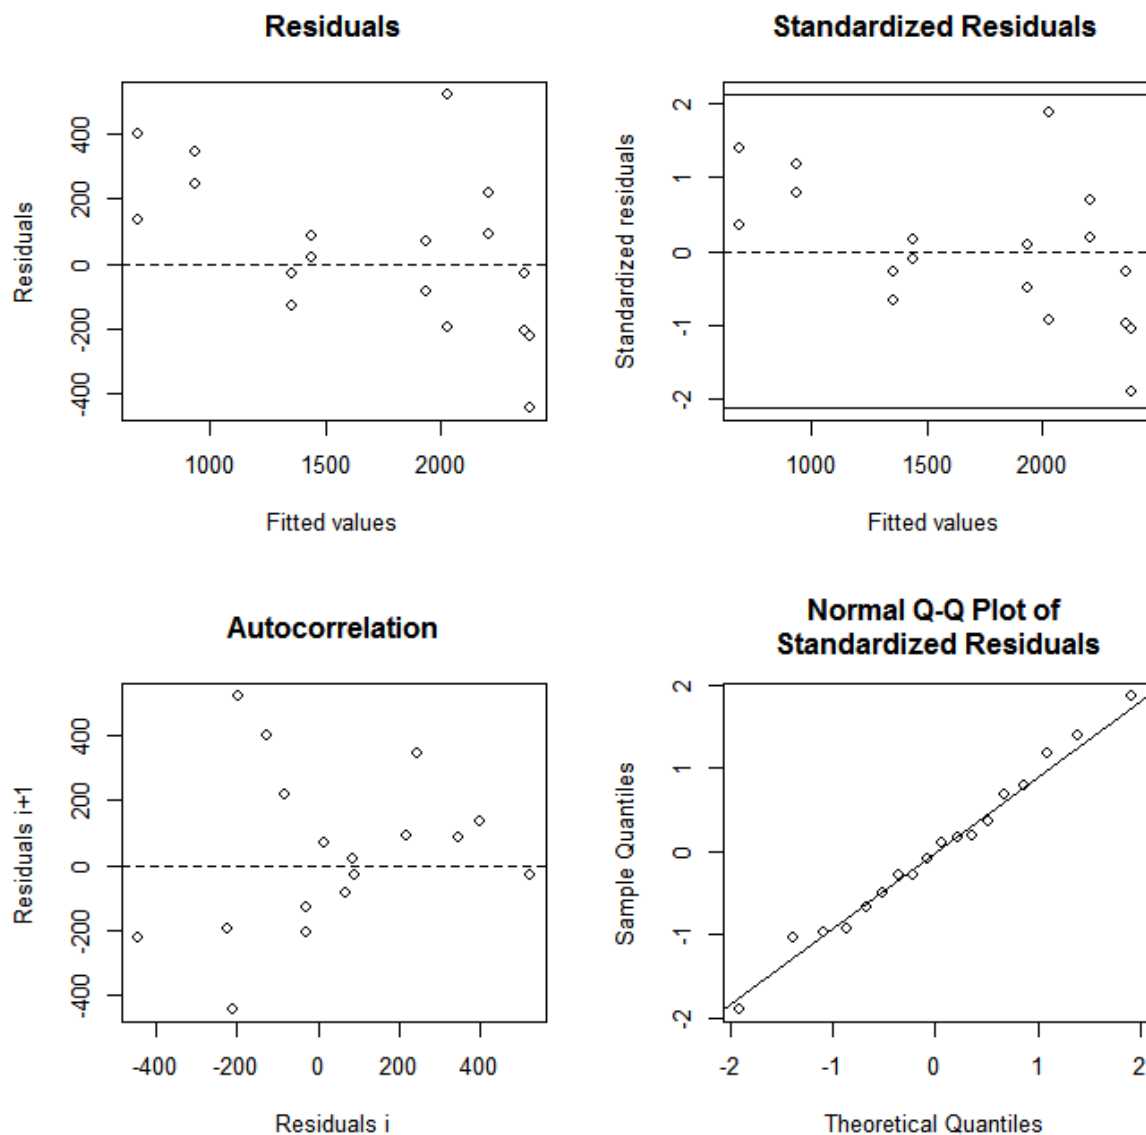 Residuals
Residuals
400
200
0
-200
-400
1000 1500 2000
Fitted values
Standardized Residuals
Standardized residuals
2
1
0
-1
-2
1000 1500 2000
Fitted values
Autocorrelation
Residuals i+1
400
200
0
-200
-400
-400 -200 0 200 400
Residuals i
Normal Q-Q Plot of
Standardized Residuals
Sample Quantiles
2
1
0
-1
-2
-2 -1 0 1 2
Theoretical Quantiles